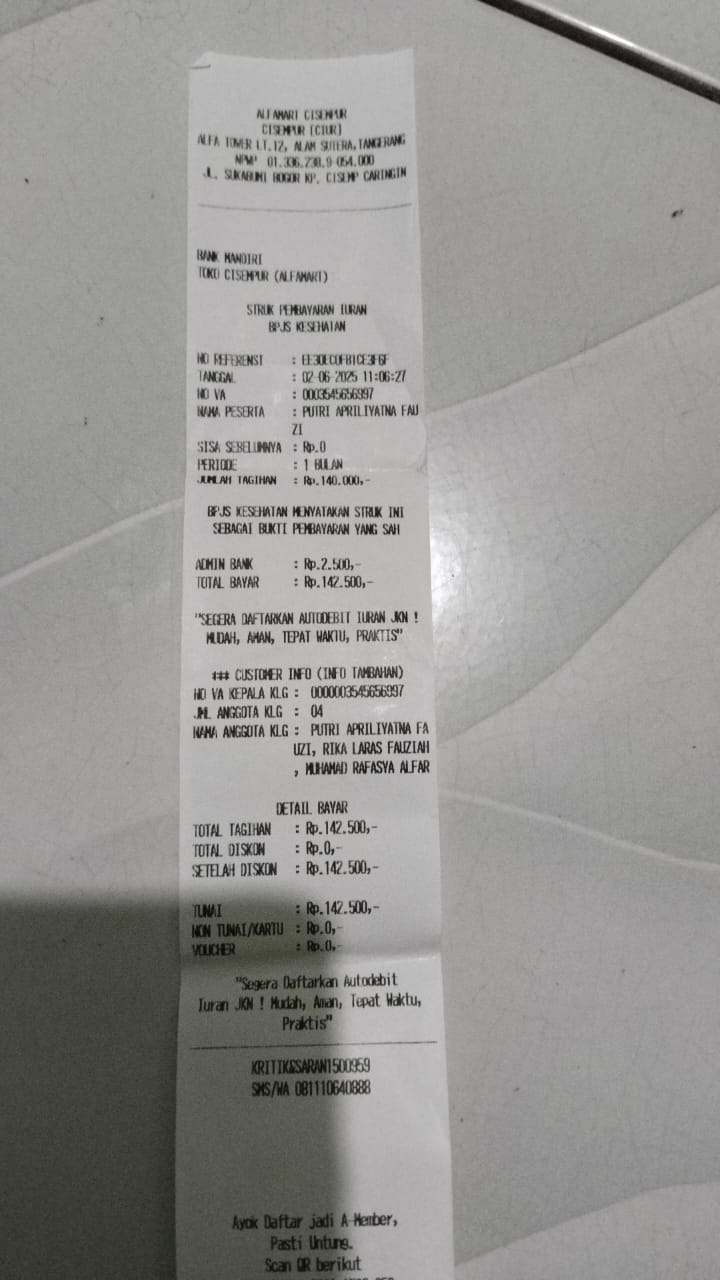 ALFAMART CISEMPUR
CISEMPUR [CIUR]
ALFA TOWER LT.12, ALAM SUTERA,TANGERANG
NPWP 01.336.238.9-054.000
JL. SUKABUMI BOGOR KP. CISEMP CARINGIN
BANK MANDIRI
TOKO CISEMPUR (ALFAMART)
STRUK PEMBAYARAN IURAN
BPJS KESEHATAN
NO REFERENSI : EE30EC0FB1CE3F6F
TANGGAL : 02-06-2025 11:06:27
NO VA : 0003545656997
NAMA PESERTA : PUTRI APRILIYATNA FAU
ZI
SISA SEBELUMNYA : Rp.0
PERIODE : 1 BULAN
JUMLAH TAGIHAN : Rp.140.000,-
BPJS KESEHATAN MENYATAKAN STRUK INI
SEBAGAI BUKTI PEMBAYARAN YANG SAH
ADMIN BANK : Rp.2.500,-
TOTAL BAYAR : Rp.142.500,-
"SEGERA DAFTARKAN AUTODEBIT IURAN JKN !
MUDAH, AMAN, TEPAT WAKTU, PRAKTIS"
### CUSTOMER INFO (INFO TAMBAHAN)
NO VA KEPALA KLG : 0000003545656997
JML ANGGOTA KLG : 04
NAMA ANGGOTA KLG : PUTRI APRILIYATNA FA
UZI, RIKA LARAS FAUZIAH
, MUHAMAD RAFASYA ALFAR
DETAIL BAYAR
TOTAL TAGIHAN : Rp.142.500,-
TOTAL DISKON : Rp.0,-
SETELAH DISKON : Rp.142.500,-
TUNAI : Rp.142.500,-
NON TUNAI/KARTU : Rp.0,-
VOUCHER : Rp.0,-
"Segera Daftarkan Autodebit
Iuran JKN ! Mudah, Aman, Tepat Waktu,
Praktis"
KRITIK&SARAN1500959
SMS/WA 081110640888
Ayok Daftar jadi A-Member,
Pasti Untung.
Scan QR berikut